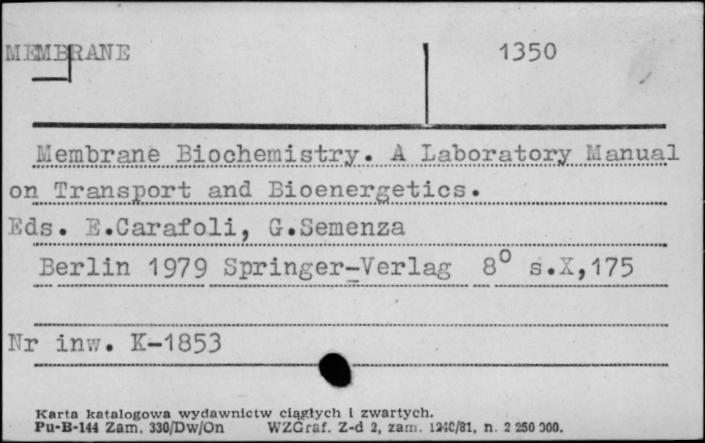 MEMBRANE 1350
Membrane Biochemistry. A Laboratory Manual
on Transport and Bioenergetics.
Eds. E.Carafoli, G.Semenza
Berlin 1979 Springer-Verlag 8° s.X,175
Nr inw. K-1853
Karta katalogowa wydawnictw ciągłych i zwartych.
Pu-B-144 Zam. 330/Dw/On WZGraf. Z-d 2, zam. 1240/81, n. 2 250 000.